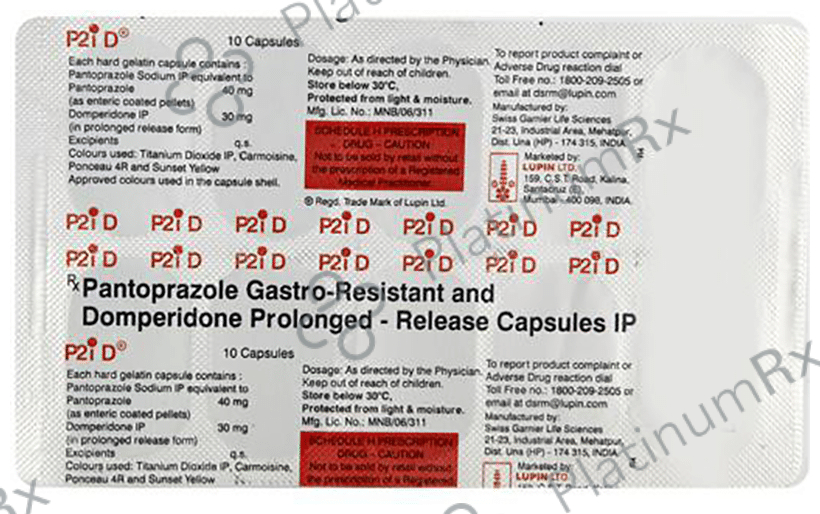 P2i D®
10 Capsules
Each hard gelatin capsule contains :
Pantoprazole Sodium IP equivalent to
Pantoprazole 40 mg
(as enteric coated pellets)
Domperidone IP 30 mg
(in prolonged release form)
Excipients q.s.
Colours used: Titanium Dioxide IP, Carmoisine,
Ponceau 4R and Sunset Yellow
Approved colours used in the capsule shell.
Dosage: As directed by the Physician.
Keep out of reach of children.
Store below 30°C,
Protected from light & moisture.
Mfg. Lic. No.: MNB/06/311
SCHEDULE H PRESCRIPTION
DRUG - CAUTION
Not to be sold by retail without
the prescription of a Registered
Medical Practitioner.
® Regd. Trade Mark of Lupin Ltd.
To report product complaint or
Adverse Drug reaction dial
Toll Free no.: 1800-209-2505 or
email at dsrm@lupin.com
Manufactured by:
Swiss Garnier Life Sciences
21-23, Industrial Area, Mehatpur,
Dist. Una (HP) - 174 315, INDIA.
Marketed by:
LUPIN LTD.
159, C.S.T. Road, Kalina,
Santacruz (E),
Mumbai - 400 098, INDIA.
P2i D P2i D P2i D P2i D P2i D P2i D P2i D
P2i D P2i D P2i D P2i D P2i D P2i D P2i D
Rx Pantoprazole Gastro-Resistant and
Domperidone Prolonged - Release Capsules IP
P2i D®
10 Capsules
Each hard gelatin capsule contains :
Pantoprazole Sodium IP equivalent to
Pantoprazole 40 mg
(as enteric coated pellets)
Domperidone IP 30 mg
(in prolonged release form)
Excipients q.s.
Colours used: Titanium Dioxide IP, Carmoisine,
Ponceau 4R and Sunset Yellow
Dosage: As directed by the Physician.
Keep out of reach of children.
Store below 30°C,
Protected from light & moisture.
Mfg. Lic. No.: MNB/06/311
SCHEDULE H PRESCRIPTION
DRUG - CAUTION
Not to be sold by retail without
the prescription of a Registered
To report product complaint or
Adverse Drug reaction dial
Toll Free no.: 1800-209-2505 or
email at dsrm@lupin.com
Manufactured by:
Swiss Garnier Life Sciences
21-23, Industrial Area, Mehatpur,
Dist. Una (HP) - 174 315, INDIA.
Marketed by:
LUPIN LTD.
PlatinumRx
PlatinumRx